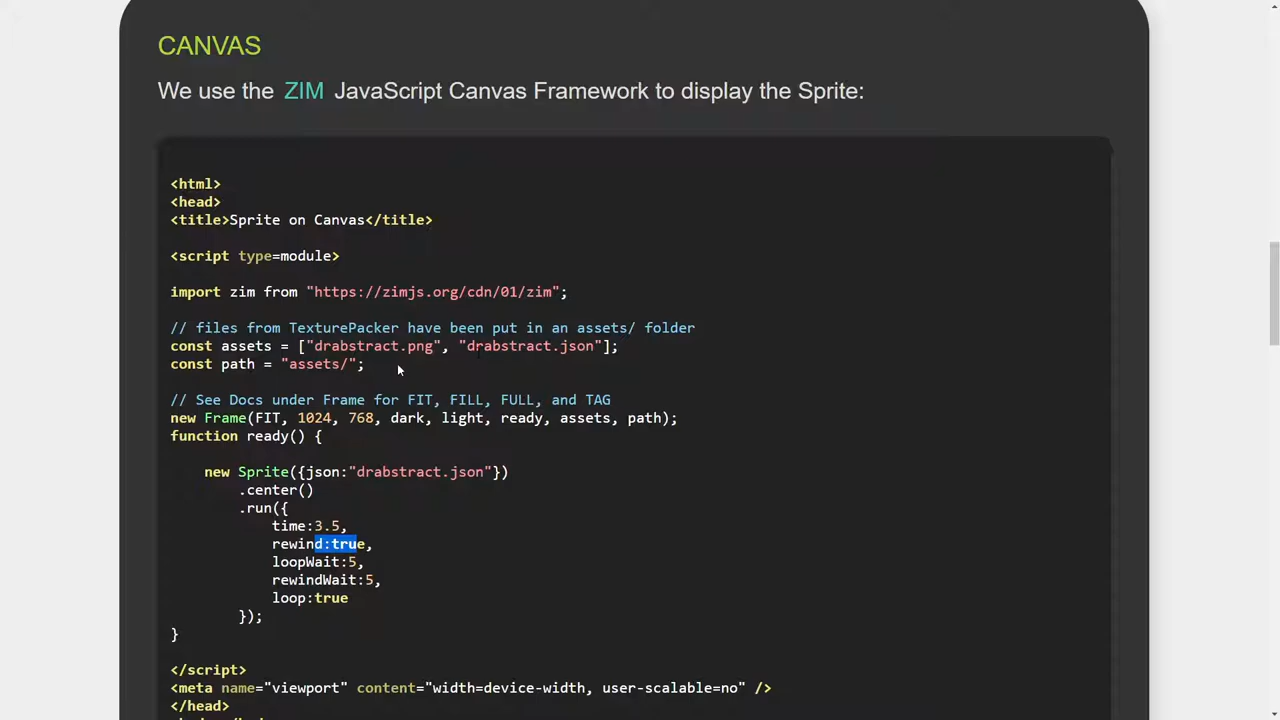 CANVAS
We use the ZIM JavaScript Canvas Framework to display the Sprite:
<html>
<head>
<title>Sprite on Canvas</title>
<script type=module>
import zim from "https://zimjs.org/cdn/01/zim";
// files from TexturePacker have been put in an assets/ folder
const assets = ["drabstract.png", "drabstract.json"];
const path = "assets/";
// See Docs under Frame for FIT, FILL, FULL, and TAG
new Frame(FIT, 1024, 768, dark, light, ready, assets, path);
function ready() {
new Sprite({json:"drabstract.json"})
.center()
.run({
time:3.5,
rewind:true,
loopWait:5,
rewindWait:5,
loop:true
});
}
</script>
<meta name="viewport" content="width=device-width, user-scalable=no" />
</head>